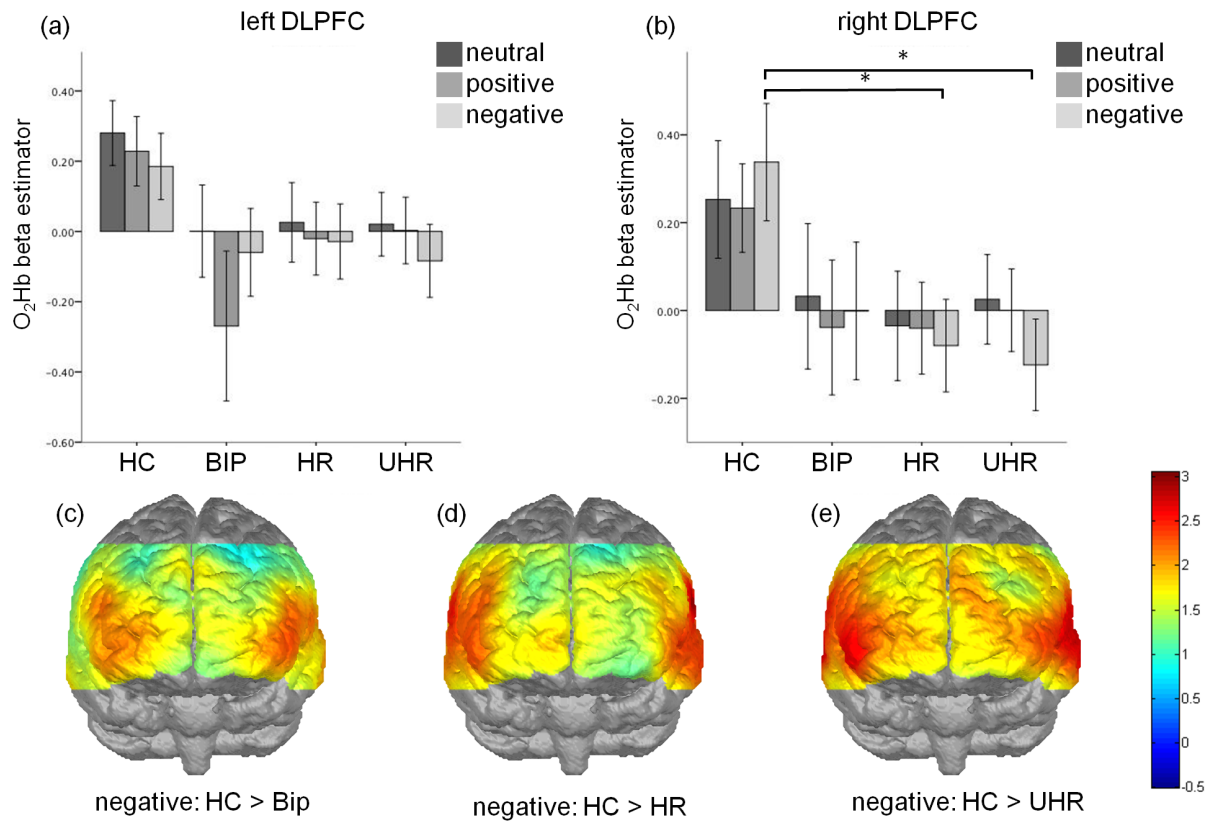 (a) left DLPFC
neutral
positive
negative
0.40
0.20
0.00
-0.20
-0.40
-0.60
O₂Hb beta estimator
HC BIP HR UHR
(b) right DLPFC
neutral
positive
negative
*
*
0.40
0.20
0.00
-0.20
O₂Hb beta estimator
HC BIP HR UHR
(c)
negative: HC > Bip
(d)
negative: HC > HR
(e)
negative: HC > UHR
3
2.5
2
1.5
1
0.5
0
-0.5